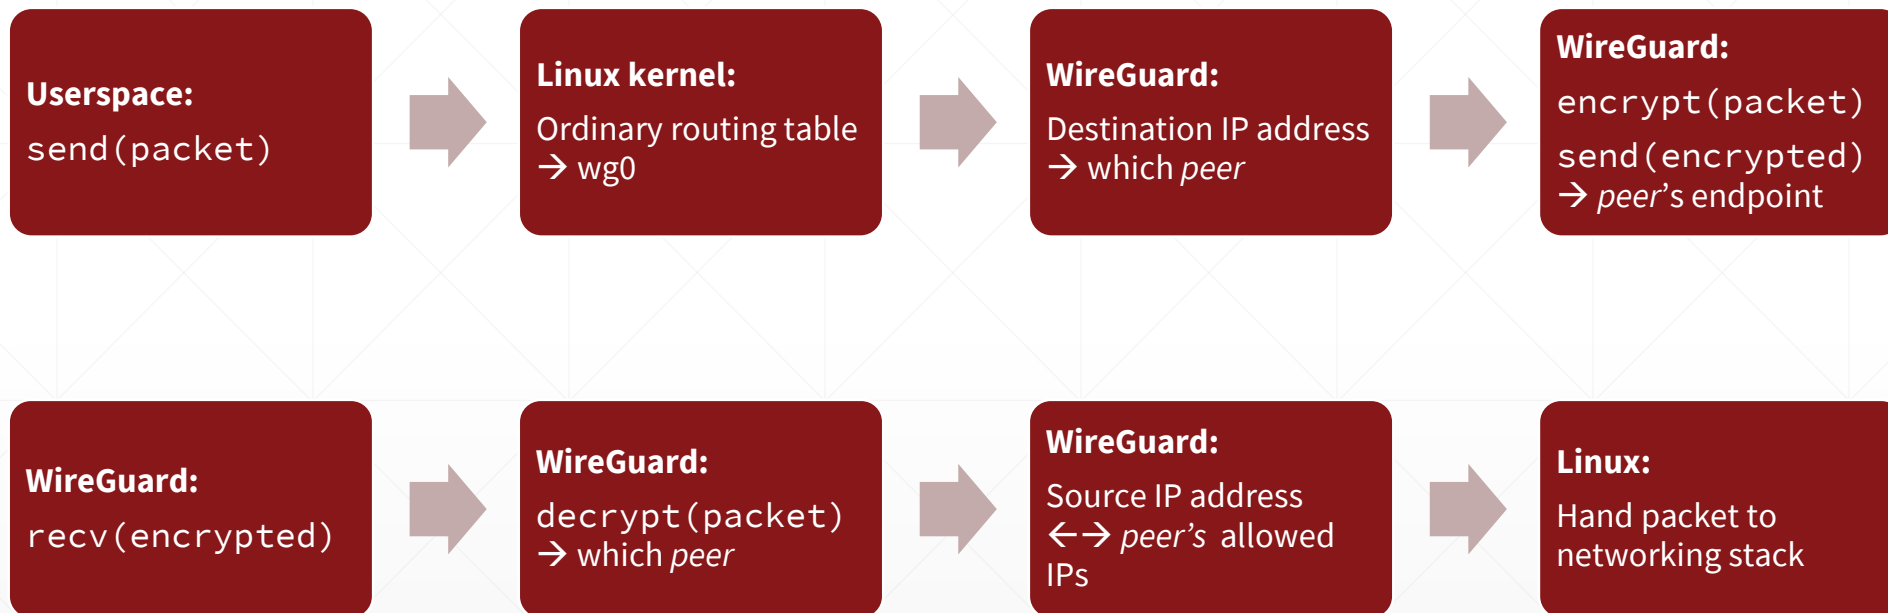 Userspace:
send(packet)
Linux kernel:
Ordinary routing table
→ wg0
WireGuard:
Destination IP address
→ which peer
WireGuard:
encrypt(packet)
send(encrypted)
→ peer’s endpoint
WireGuard:
recv(encrypted)
WireGuard:
decrypt(packet)
→ which peer
WireGuard:
Source IP address
←→ peer’s allowed
IPs
Linux:
Hand packet to
networking stack